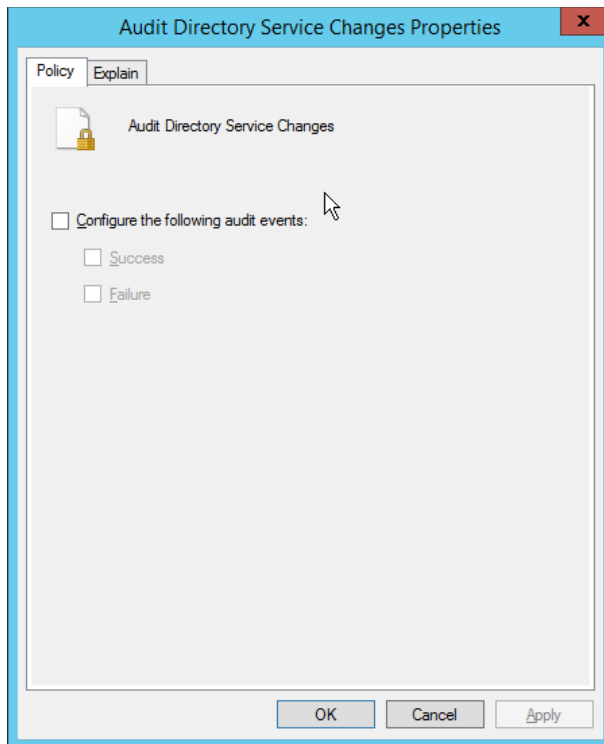 Audit Directory Service Changes Properties
x
Policy Explain
Audit Directory Service Changes
Configure the following audit events:
Success
Failure
OK Cancel Apply